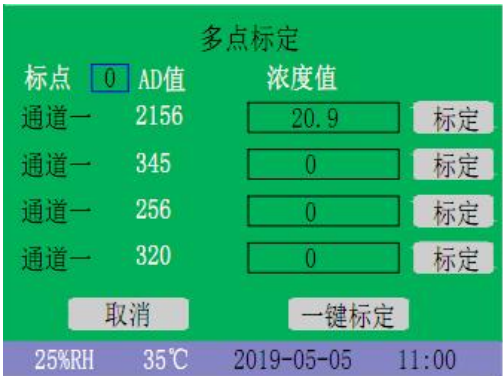 多点标定
标点 0 AD值 浓度值
通道一 2156 20.9 标定
通道一 345 0 标定
通道一 256 0 标定
通道一 320 0 标定
取消 一键标定
25%RH 35℃ 2019-05-05 11:00